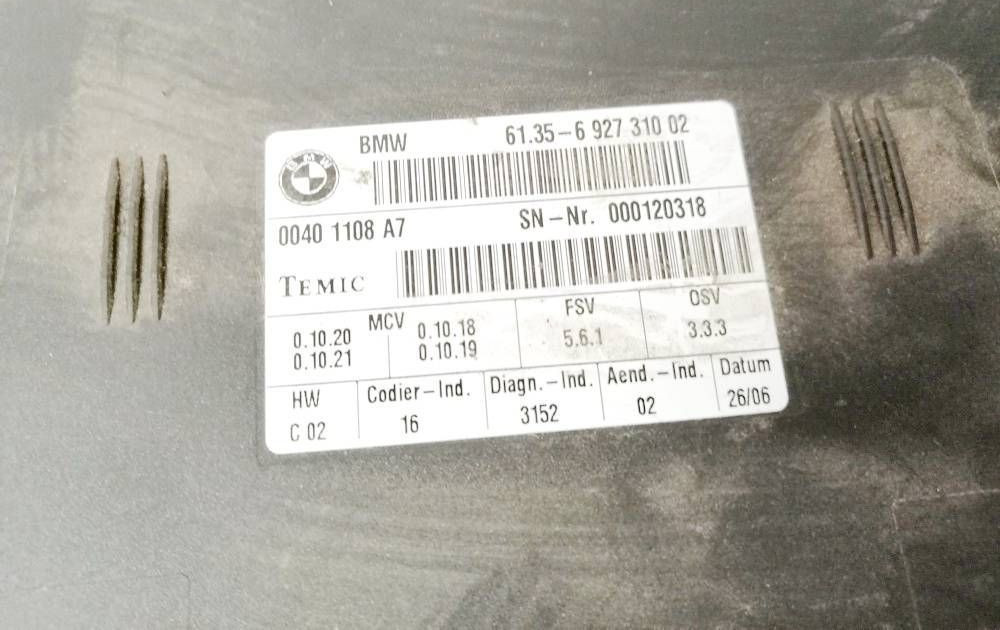 BMW 61.35-6 927 310 02
BMW
0040 1108 A7 SN-Nr. 000120318
TEMIC
MCV FSV OSV
0.10.20 0.10.18 5.6.1 3.3.3
0.10.21 0.10.19
HW Codier-Ind. Diagn.-Ind. Aend.-Ind. Datum
C 02 16 3152 02 26/06